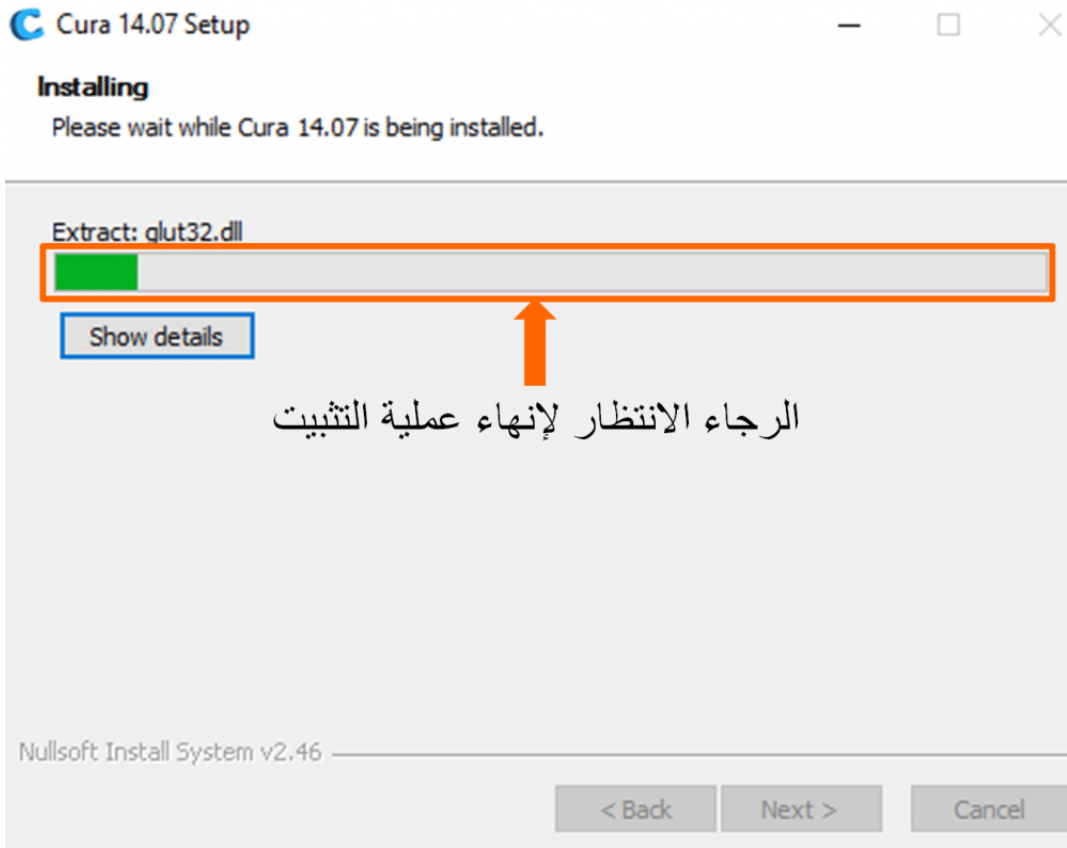 Cura 14.07 Setup
Installing
Please wait while Cura 14.07 is being installed.
Extract: glut32.dll
Show details
الرجاء الانتظار لإنهاء عملية التثبيت
Nullsoft Install System v2.46
< Back Next > Cancel